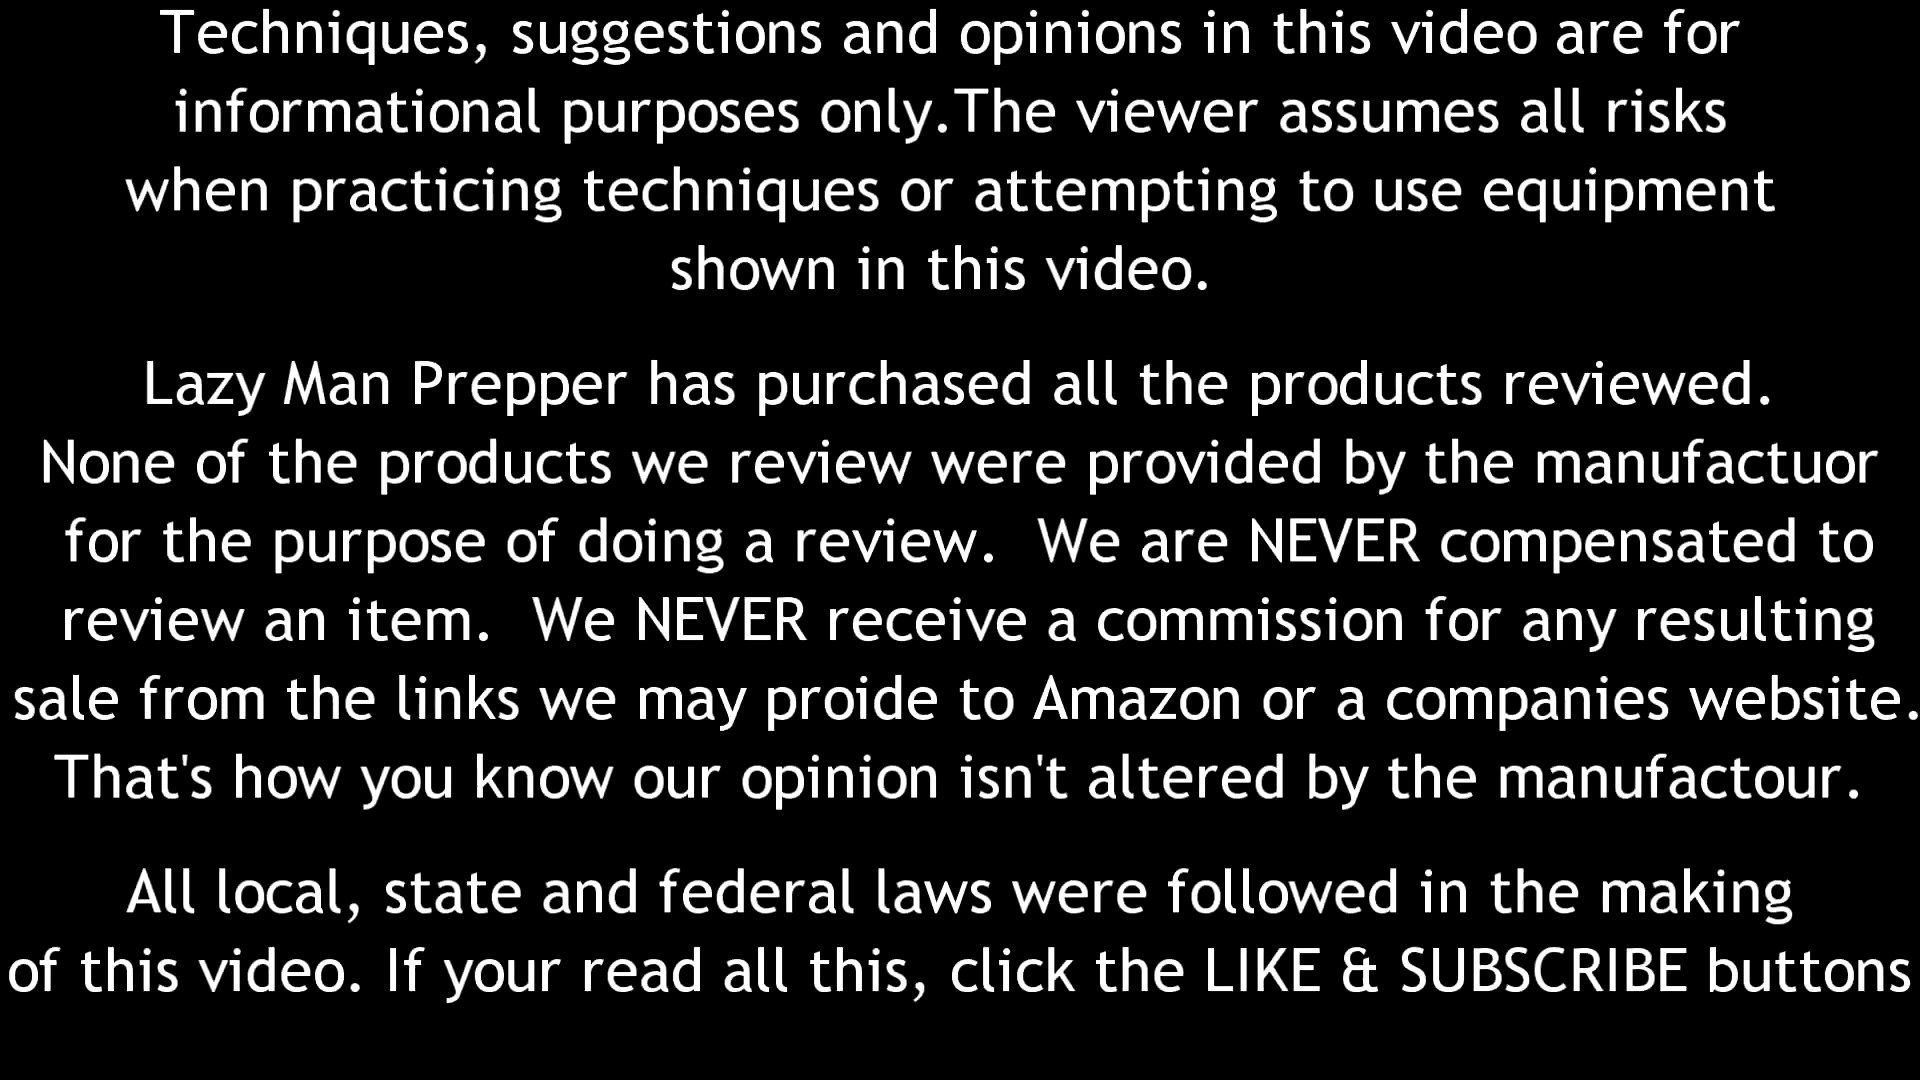 Techniques, suggestions and opinions in this video are for
informational purposes only.The viewer assumes all risks
when practicing techniques or attempting to use equipment
shown in this video.
Lazy Man Prepper has purchased all the products reviewed.
None of the products we review were provided by the manufactuor
for the purpose of doing a review.  We are NEVER compensated to
review an item.  We NEVER receive a commission for any resulting
sale from the links we may proide to Amazon or a companies website.
That's how you know our opinion isn't altered by the manufactour.
All local, state and federal laws were followed in the making
of this video. If your read all this, click the LIKE & SUBSCRIBE buttons